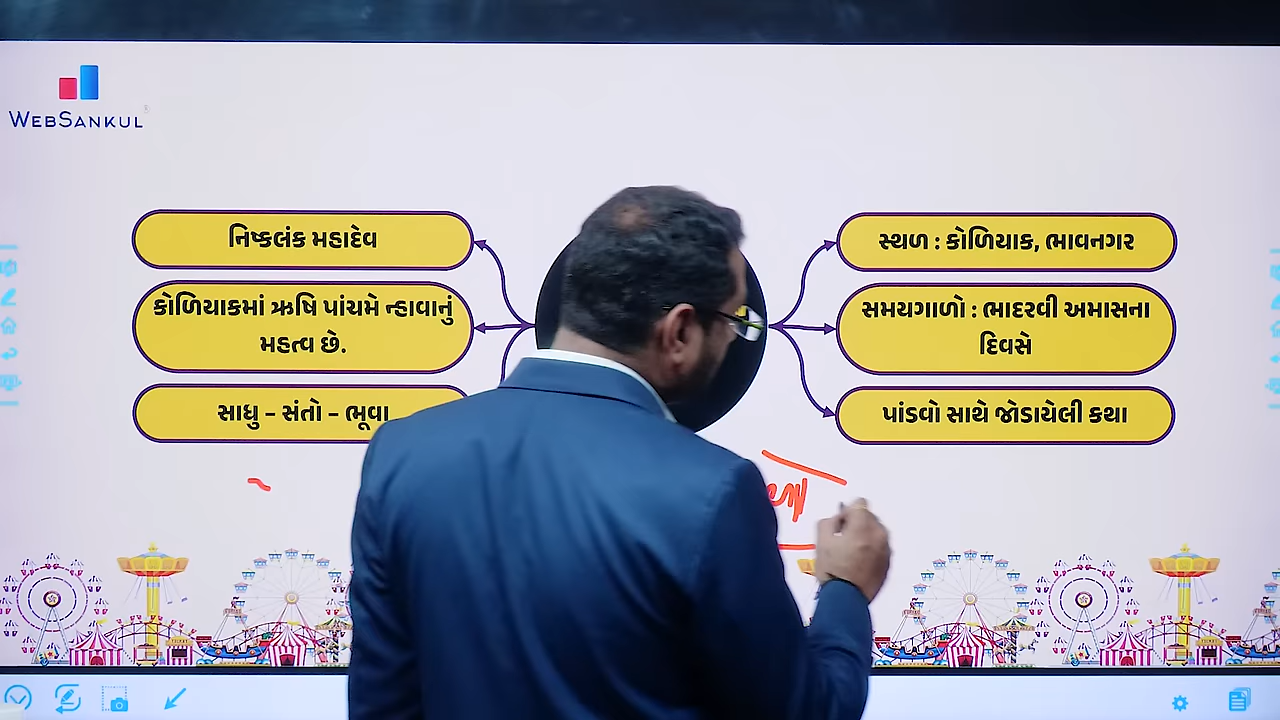 WEBSANKUL
નિષ્કલંક મહાદેવ
કોળિયાકમાં ઋષિ પાંચમે ન્હાવાનું
મહત્વ છે.
સાધુ – સંતો – ભૂવા
સ્થળ : કોળિયાક, ભાવનગર
સમયગાળો : ભાદરવી અમાસના
દિવસે
પાંડવો સાથે જોડાયેલી કથા